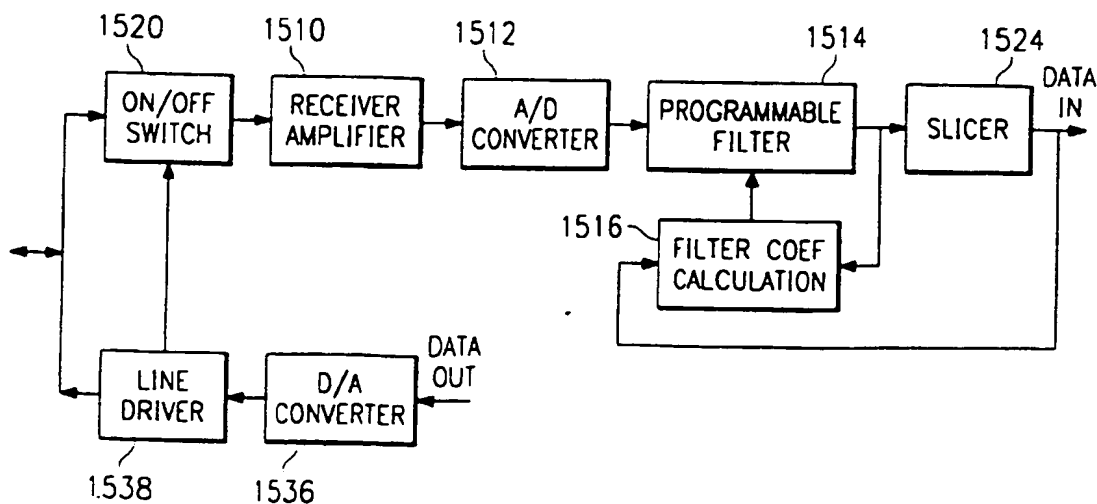 1520
1510
1512
1514
1524
ON/OFF
SWITCH
RECEIVER
AMPLIFIER
A/D
CONVERTER
PROGRAMMABLE
FILTER
SLICER
DATA
IN
1516
FILTER COEF
CALCULATION
LINE
DRIVER
D/A
CONVERTER
DATA
OUT
1538
1536